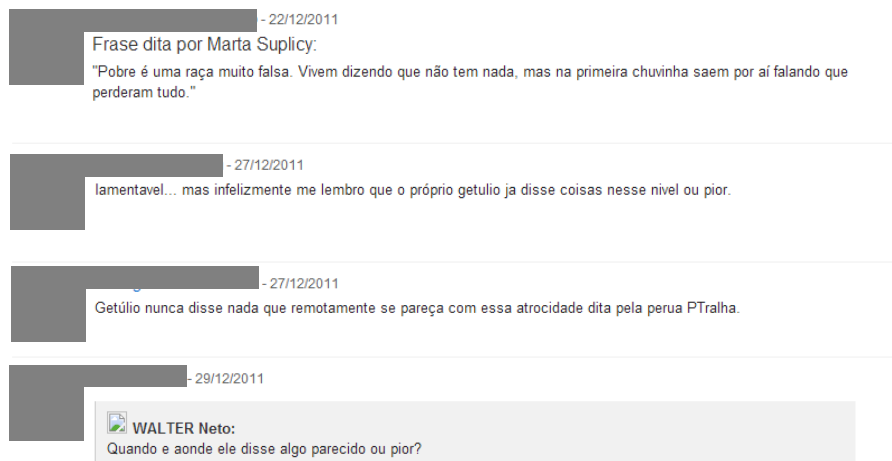 - 22/12/2011
Frase dita por Marta Suplicy:
"Pobre é uma raça muito falsa. Vivem dizendo que não tem nada, mas na primeira chuvinha saem por aí falando que
perderam tudo."
- 27/12/2011
lamentavel... mas infelizmente me lembro que o próprio getulio ja disse coisas nesse nivel ou pior.
- 27/12/2011
Getúlio nunca disse nada que remotamente se pareça com essa atrocidade dita pela perua PTralha.
- 29/12/2011
WALTER Neto:
Quando e aonde ele disse algo parecido ou pior?